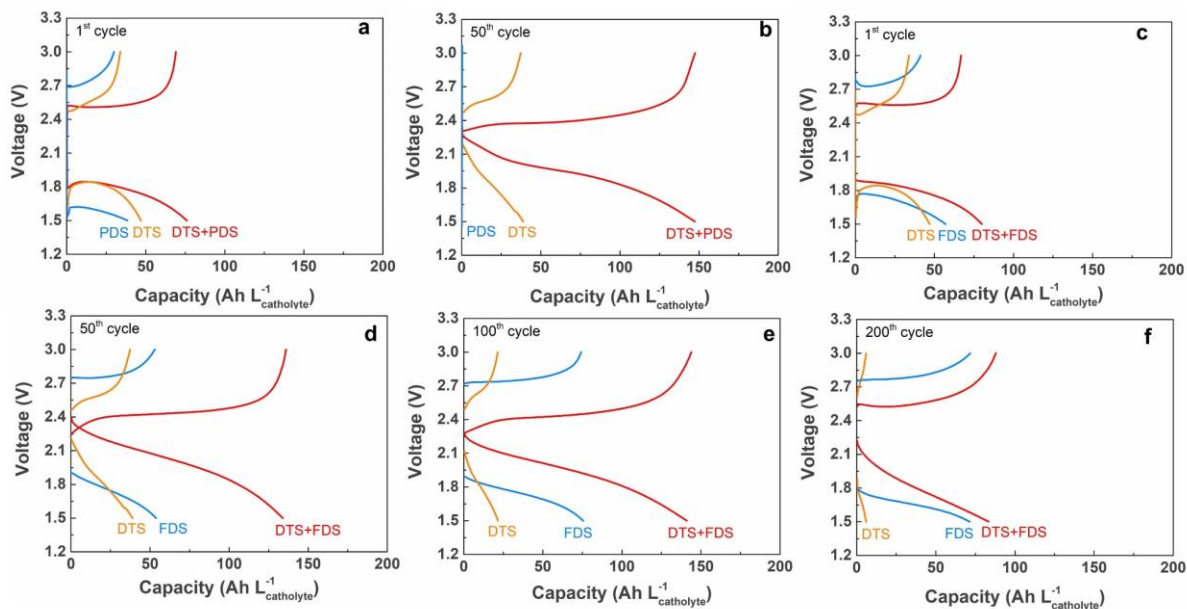 1st cycle
a
3.3
3.0
2.7
2.4
2.1
1.8
1.5
1.2
Voltage (V)
PDS DTS DTS+PDS
0 50 100 150 200
Capacity (Ah L-1catholyte)
50th cycle
b
3.3
3.0
2.7
2.4
2.1
1.8
1.5
1.2
Voltage (V)
PDS DTS DTS+PDS
0 50 100 150 200
Capacity (Ah L-1catholyte)
1st cycle
c
3.3
3.0
2.7
2.4
2.1
1.8
1.5
1.2
Voltage (V)
DTS FDS DTS+FDS
0 50 100 150 200
Capacity (Ah L-1catholyte)
50th cycle
d
3.3
3.0
2.7
2.4
2.1
1.8
1.5
1.2
Voltage (V)
DTS FDS DTS+FDS
0 50 100 150 200
Capacity (Ah L-1catholyte)
100th cycle
e
3.3
3.0
2.7
2.4
2.1
1.8
1.5
1.2
Voltage (V)
DTS FDS DTS+FDS
0 50 100 150 200
Capacity (Ah L-1catholyte)
200th cycle
f
3.3
3.0
2.7
2.4
2.1
1.8
1.5
1.2
Voltage (V)
DTS FDS DTS+FDS
0 50 100 150 200
Capacity (Ah L-1catholyte)